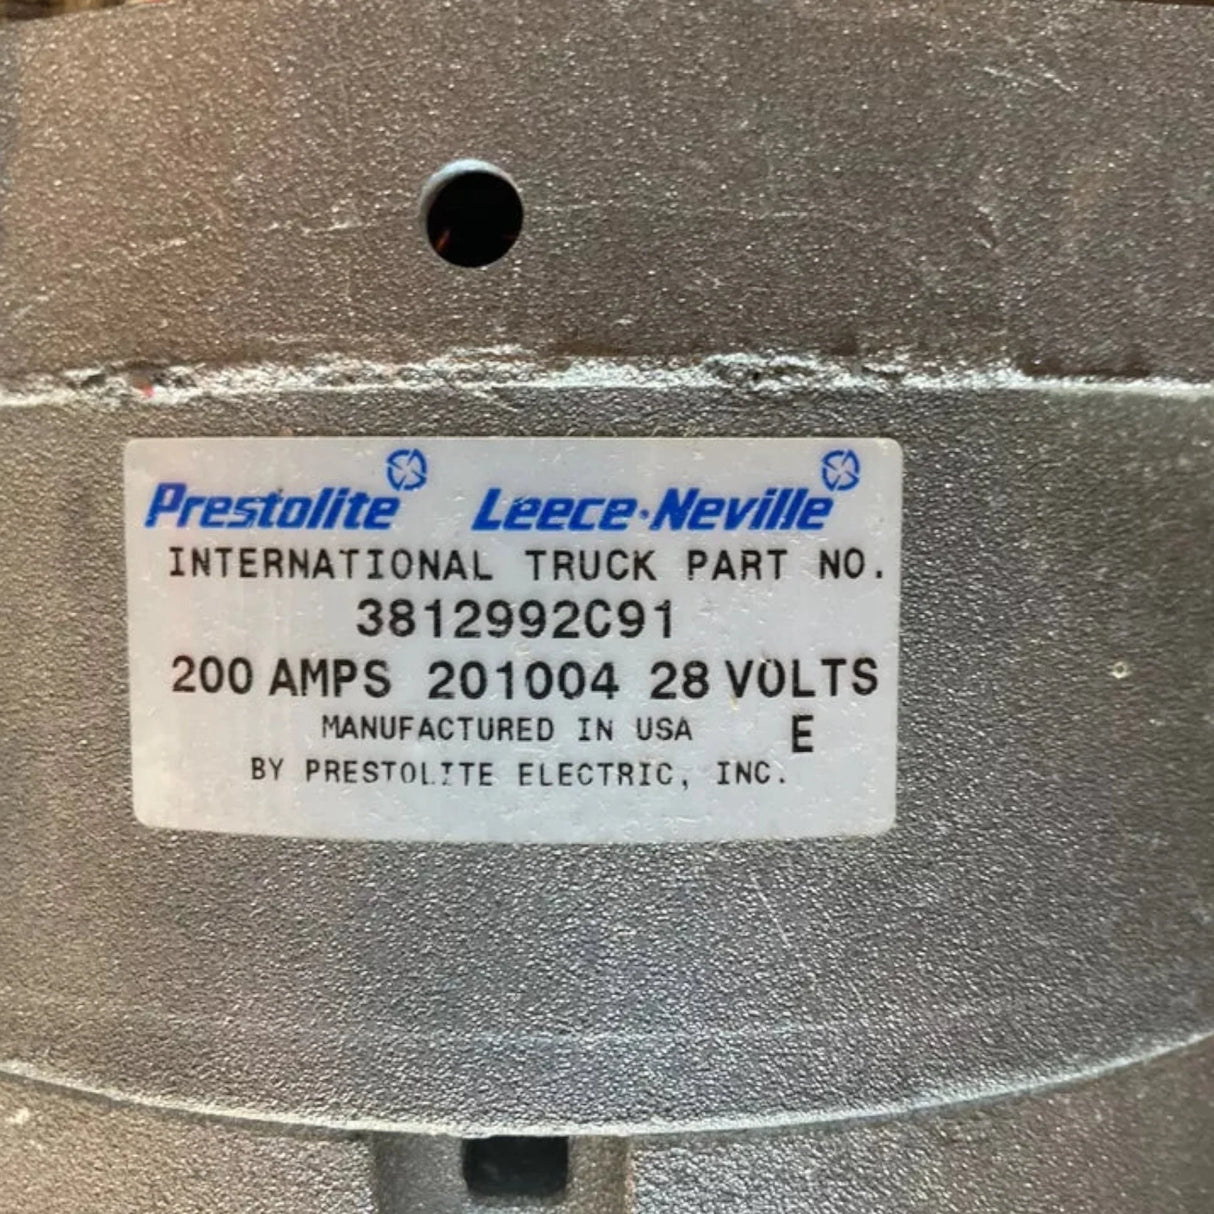 Prestolite Leece·Neville
INTERNATIONAL TRUCK PART NO.
3812992C91
200 AMPS 201004 28 VOLTS
MANUFACTURED IN USA E
BY PRESTOLITE ELECTRIC, INC.